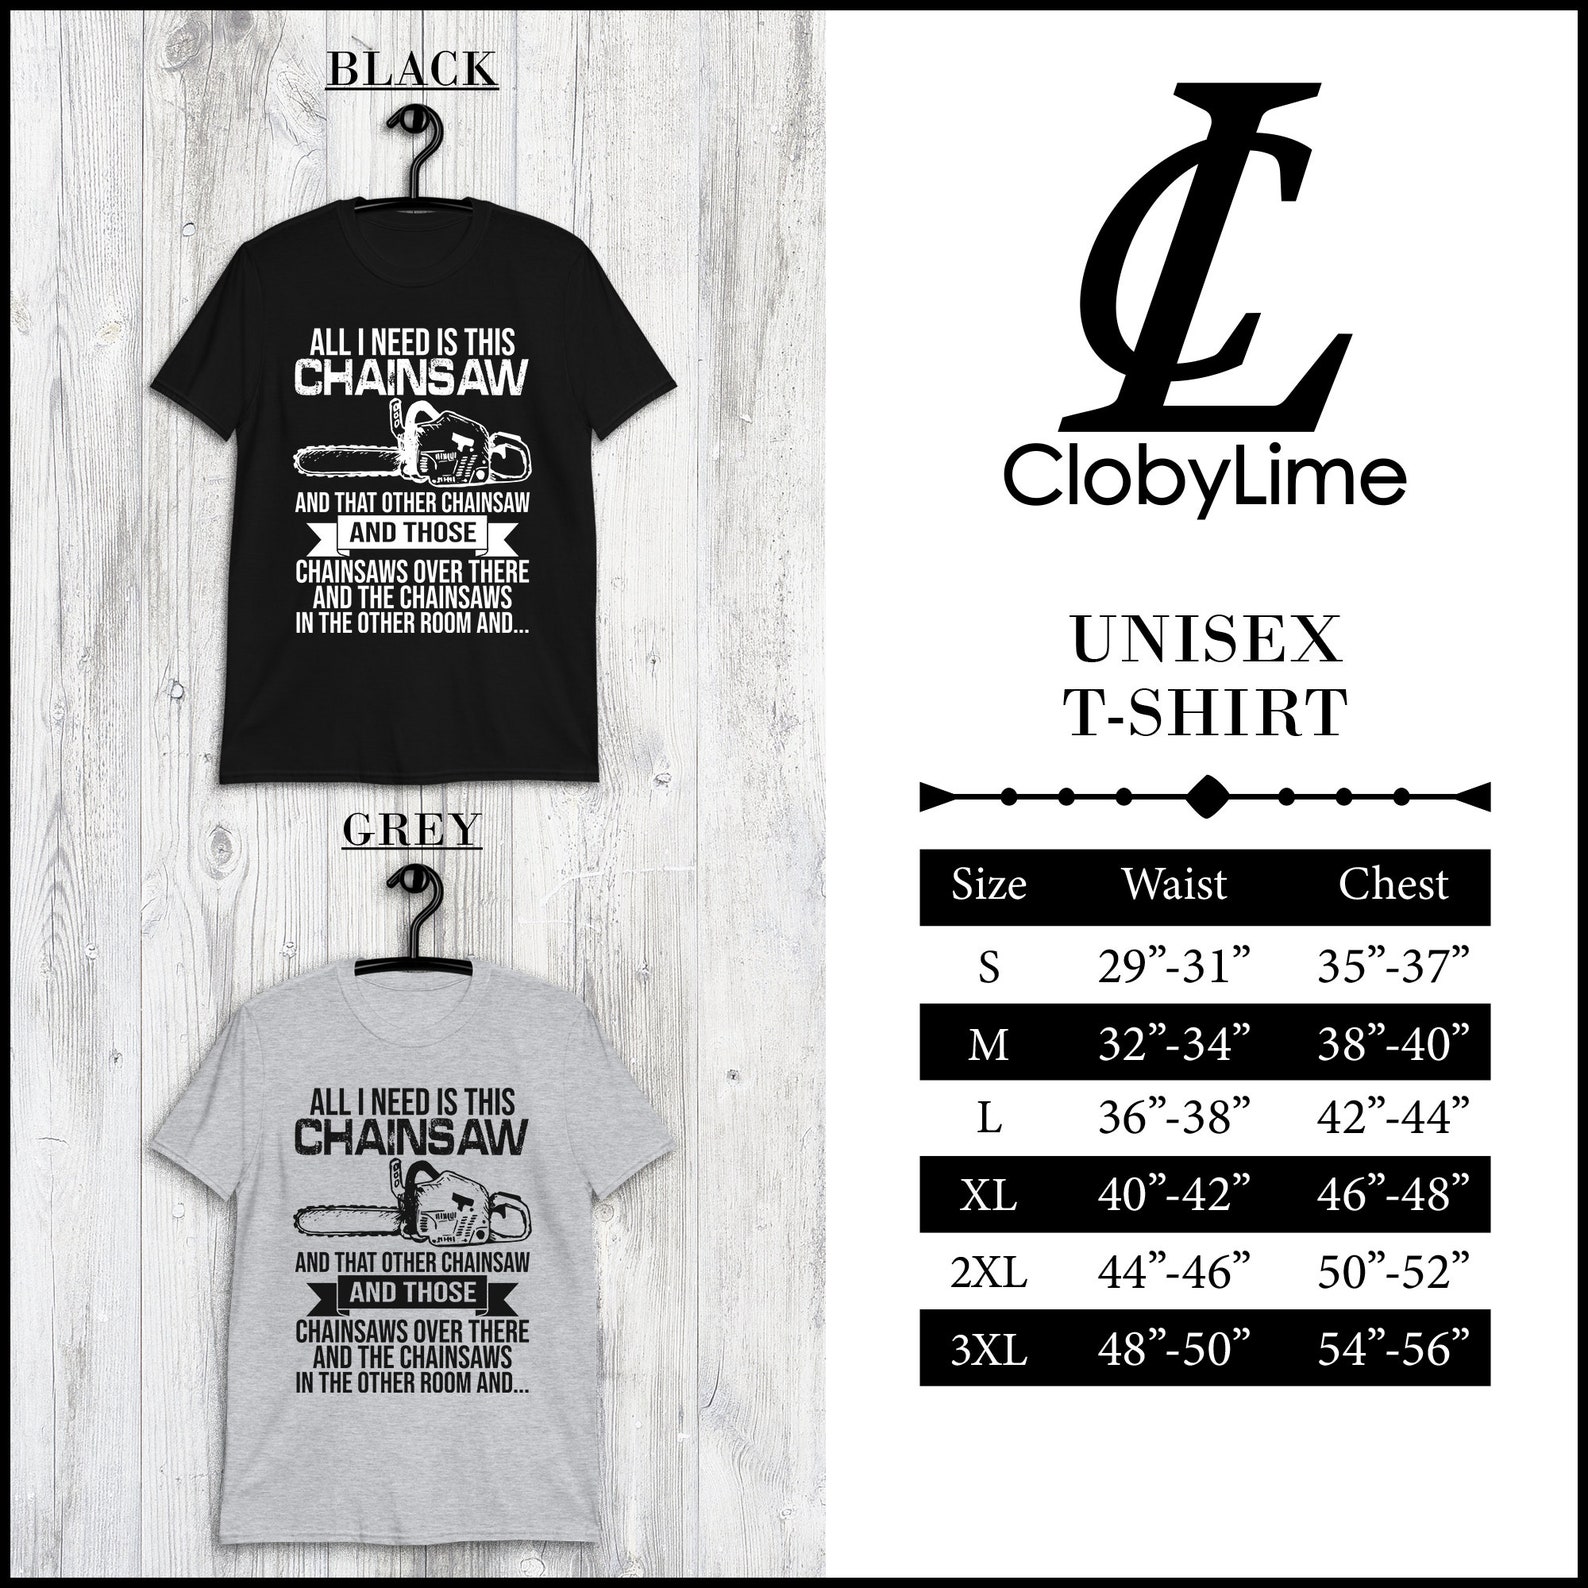 BLACK
ALL I NEED IS THIS
CHAINSAW
AND THAT OTHER CHAINSAW
AND THOSE
CHAINSAWS OVER THERE
AND THE CHAINSAWS
IN THE OTHER ROOM AND...
GREY
ALL I NEED IS THIS
CHAINSAW
AND THAT OTHER CHAINSAW
AND THOSE
CHAINSAWS OVER THERE
AND THE CHAINSAWS
IN THE OTHER ROOM AND...
LC
ClobyLime
UNISEX
T-SHIRT
Size Waist Chest
S 29”-31” 35”-37”
M 32”-34” 38”-40”
L 36”-38” 42”-44”
XL 40”-42” 46”-48”
2XL 44”-46” 50”-52”
3XL 48”-50” 54”-56”